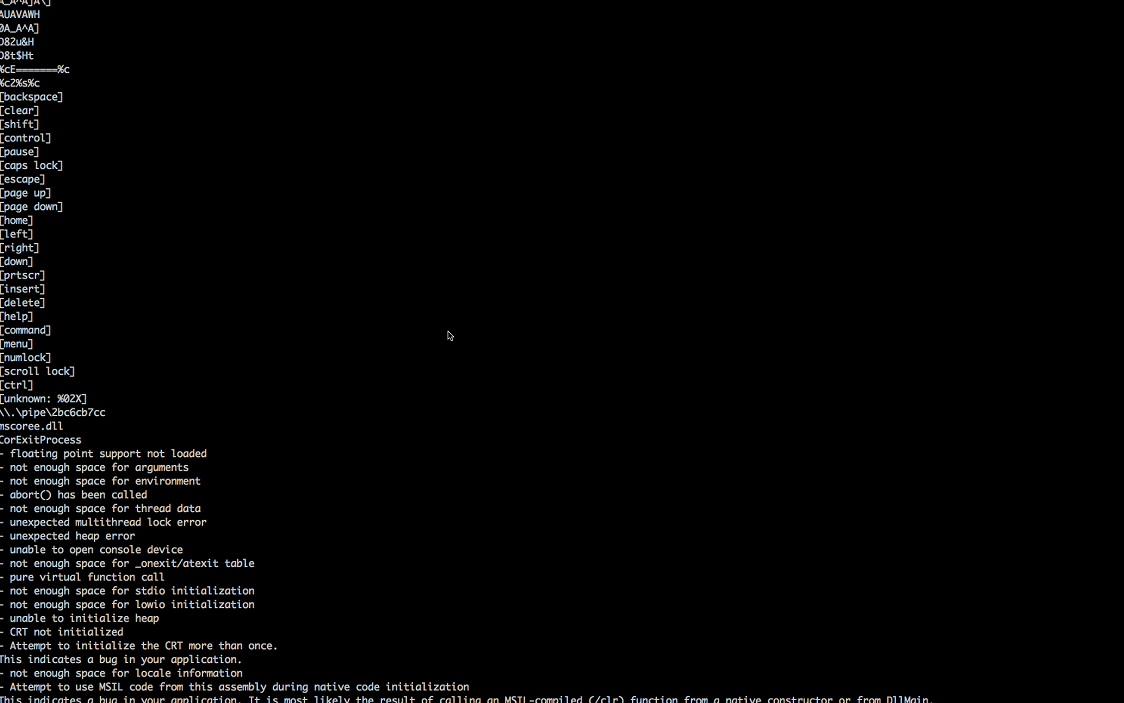 A_A^A]A\]
AUAVAWH
0A_A^A]
D82u&H
D8t$Ht
%cE=======%c
%c2%s%c
[backspace]
[clear]
[shift]
[control]
[pause]
[caps lock]
[escape]
[page up]
[page down]
[home]
[left]
[right]
[down]
[prtscr]
[insert]
[delete]
[help]
[command]
[menu]
[numlock]
[scroll lock]
[ctrl]
[unknown: %02X]
\\.\pipe\2bc6cb7cc
mscoree.dll
CorExitProcess
- floating point support not loaded
- not enough space for arguments
- not enough space for environment
- abort() has been called
- not enough space for thread data
- unexpected multithread lock error
- unexpected heap error
- unable to open console device
- not enough space for _onexit/atexit table
- pure virtual function call
- not enough space for stdio initialization
- not enough space for lowio initialization
- unable to initialize heap
- CRT not initialized
- Attempt to initialize the CRT more than once.
This indicates a bug in your application.
- not enough space for locale information
- Attempt to use MSIL code from this assembly during native code initialization
This indicates a bug in your application. It is most likely the result of calling an MSIL-compiled (/clr) function from a native constructor or from DllMain.